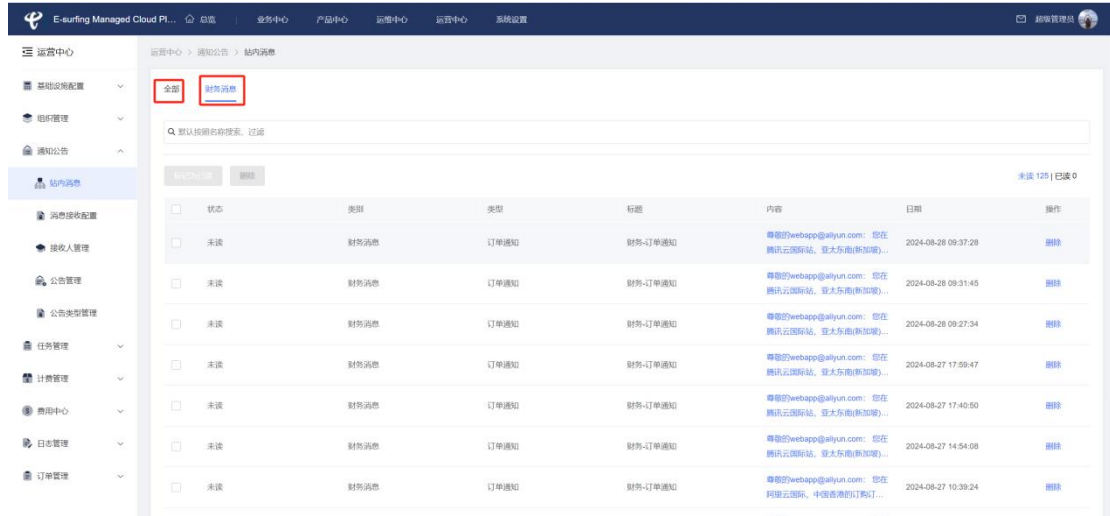 E-surfing Managed Cloud Pl... 总览 | 业务中心 产品中心 运维中心 运营中心 系统设置 超级管理员
运营中心
运营中心 > 通知公告 > 站内消息
基础设施配置
组织管理
通知公告
站内消息
消息接收配置
接收人管理
公告管理
公告类型管理
任务管理
计费管理
费用中心
日志管理
订单管理
全部 财务消息
默认按照名称搜索、过滤
标记为已读 删除 未读 125 | 已读 0
状态 类别 类型 标题 内容 日期 操作
未读 财务消息 订单通知 财务-订单通知 尊敬的webapp@aliyun.com: 您在 2024-08-28 09:37:28 删除
腾讯云国际站、亚太东南(新加坡)...
未读 财务消息 订单通知 财务-订单通知 尊敬的webapp@aliyun.com: 您在 2024-08-28 09:31:45 删除
腾讯云国际站、亚太东南(新加坡)...
未读 财务消息 订单通知 财务-订单通知 尊敬的webapp@aliyun.com: 您在 2024-08-28 09:27:34 删除
腾讯云国际站、亚太东南(新加坡)...
未读 财务消息 订单通知 财务-订单通知 尊敬的webapp@aliyun.com: 您在 2024-08-27 17:59:47 删除
腾讯云国际站、亚太东南(新加坡)...
未读 财务消息 订单通知 财务-订单通知 尊敬的webapp@aliyun.com: 您在 2024-08-27 17:40:50 删除
腾讯云国际站、亚太东南(新加坡)...
未读 财务消息 订单通知 财务-订单通知 尊敬的webapp@aliyun.com: 您在 2024-08-27 14:54:08 删除
腾讯云国际站、亚太东南(新加坡)...
未读 财务消息 订单通知 财务-订单通知 尊敬的webapp@aliyun.com: 您在 2024-08-27 10:39:24 删除
阿里云国际、中国香港的订购订...